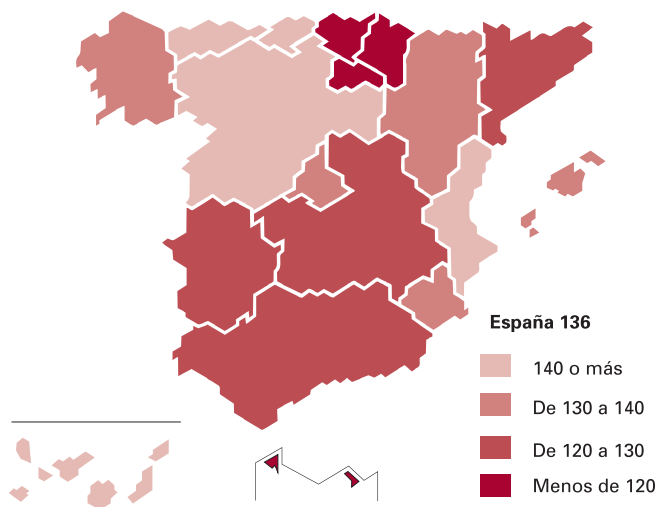 España 136
140 o más
De 130 a 140
De 120 a 130
Menos de 120